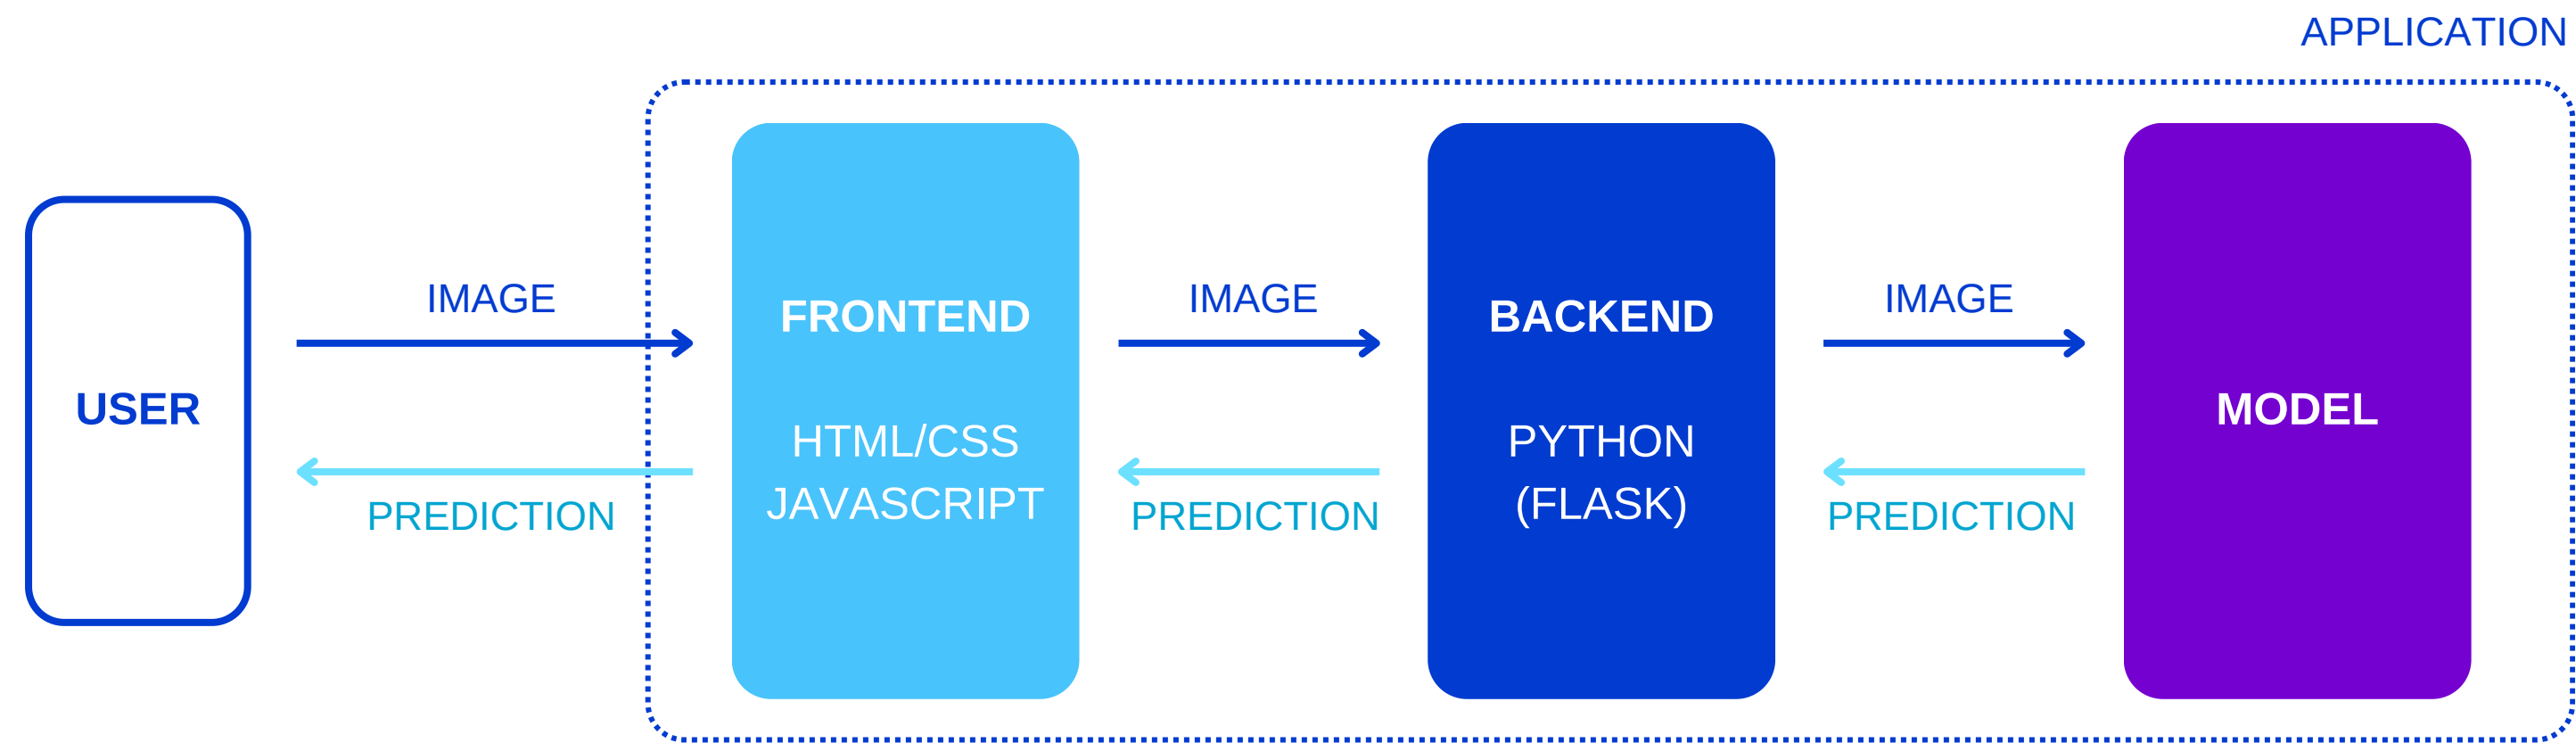 APPLICATION
USER
IMAGE
PREDICTION
FRONTEND
HTML/CSS
JAVASCRIPT
IMAGE
PREDICTION
BACKEND
PYTHON
(FLASK)
IMAGE
PREDICTION
MODEL